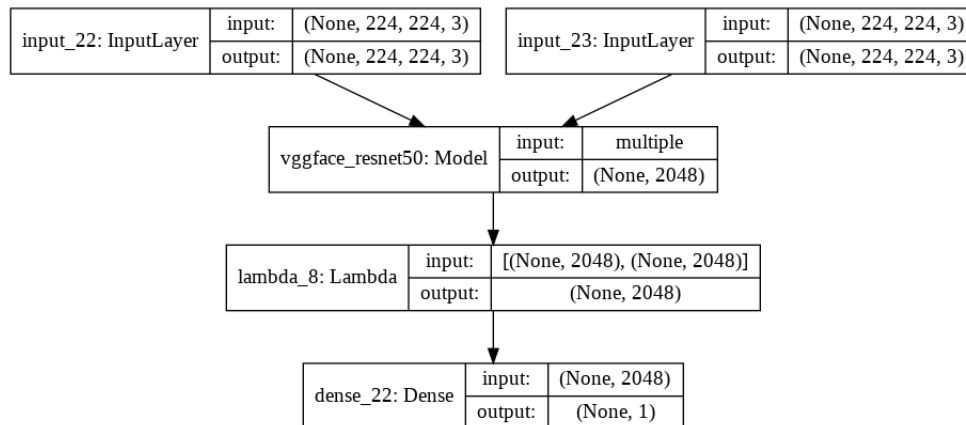 input_22: InputLayer
input:
(None, 224, 224, 3)
output:
(None, 224, 224, 3)
input_23: InputLayer
input:
(None, 224, 224, 3)
output:
(None, 224, 224, 3)
vggface_resnet50: Model
input:
multiple
output:
(None, 2048)
lambda_8: Lambda
input:
[(None, 2048), (None, 2048)]
output:
(None, 2048)
dense_22: Dense
input:
(None, 2048)
output:
(None, 1)